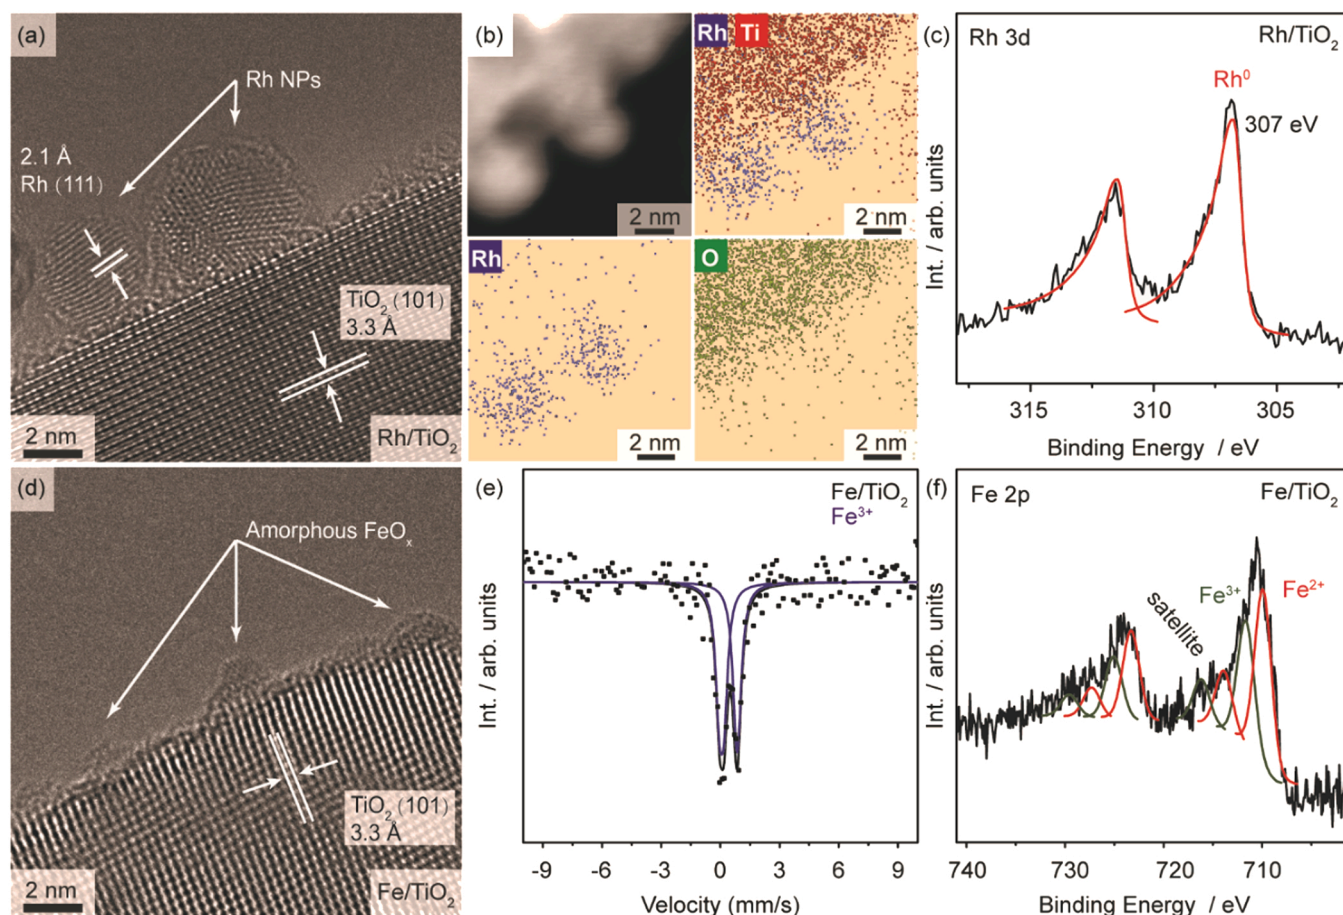 (a)
Rh NPs
2.1 Å
Rh (111)
TiO₂ (101)
3.3 Å
2 nm
Rh/TiO₂
(b)
2 nm
Rh Ti
2 nm
Rh
2 nm
O
2 nm
(c)
Rh 3d
Rh/TiO₂
Rh⁰
307 eV
Int. / arb. units
315
310
305
Binding Energy / eV
(d)
Amorphous FeOₓ
TiO₂ (101)
3.3 Å
2 nm
Fe/TiO₂
(e)
Fe/TiO₂
Fe³⁺
Int. / arb. units
-9
-6
-3
0
3
6
9
Velocity (mm/s)
(f)
Fe 2p
Fe/TiO₂
satellite
Fe³⁺
Fe²⁺
Int. / arb. units
740
730
720
710
Binding Energy / eV